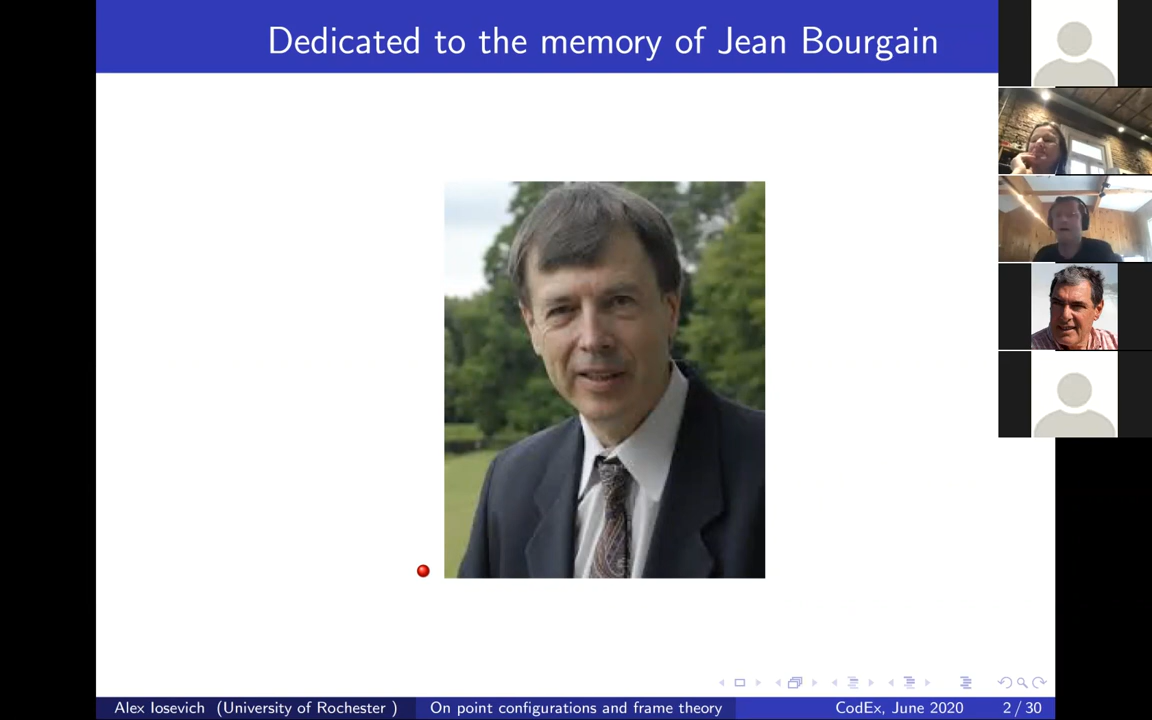 Dedicated to the memory of Jean Bourgain
Alex Iosevich (University of Rochester ) On point configurations and frame theory CodEx, June 2020 2 / 30